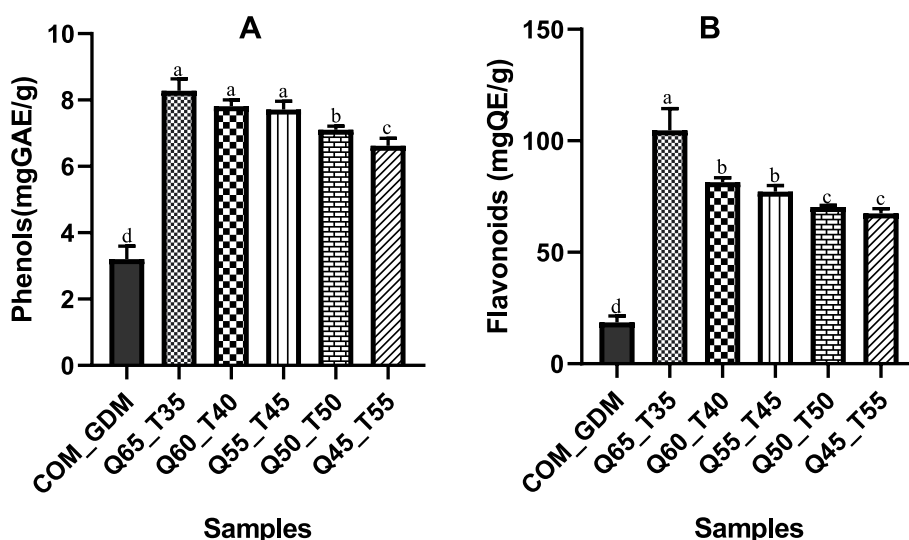 A
Phenols(mgGAE/g)
10
8
6
4
2
0
d
a
a
a
b
c
COM_GDM
Q65_T35
Q60_T40
Q55_T45
Q50_T50
Q45_T55
Samples
B
Flavonoids (mgQE/g)
150
100
50
0
d
a
b
b
c
c
COM_GDM
Q65_T35
Q60_T40
Q55_T45
Q50_T50
Q45_T55
Samples